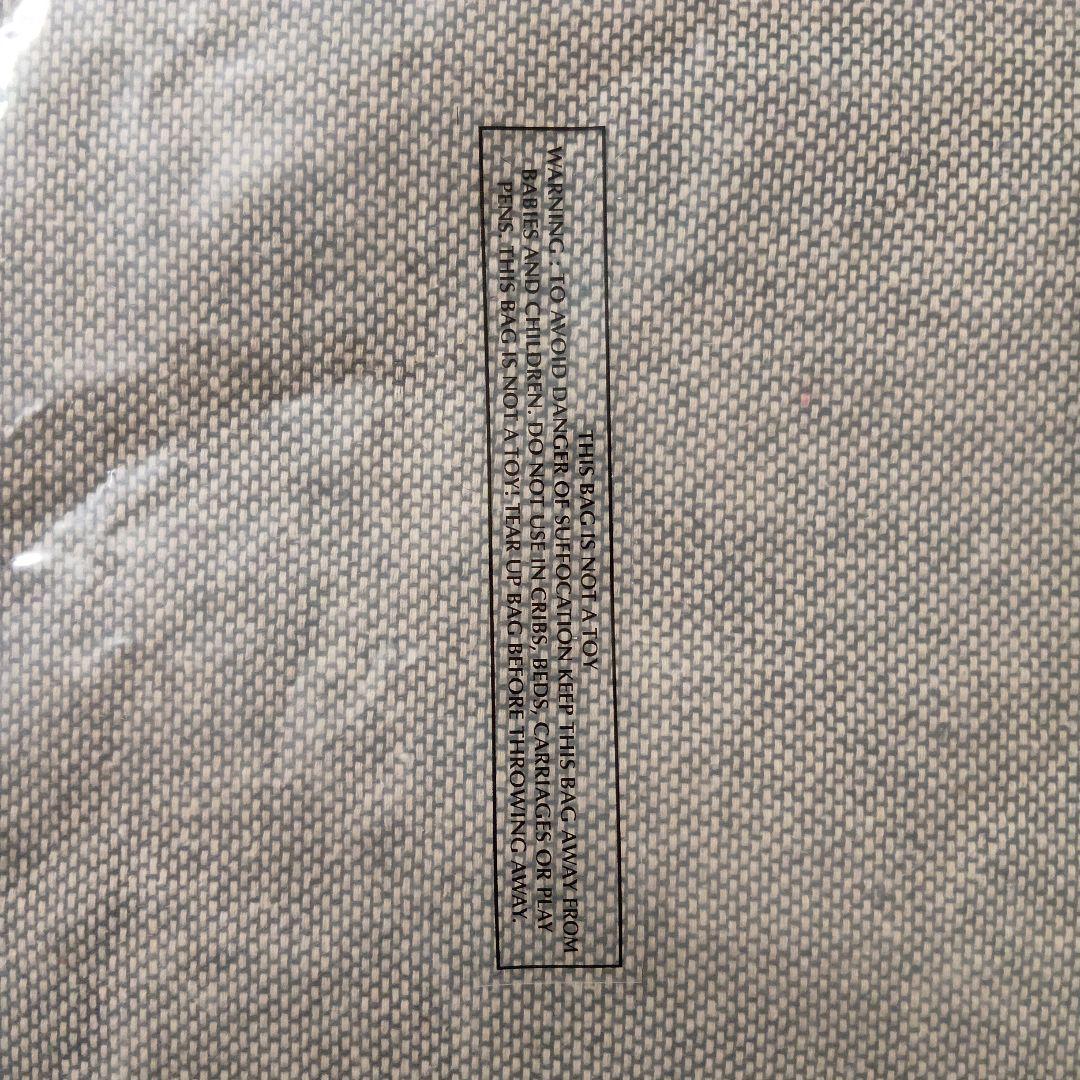 THIS BAG IS NOT A TOY
WARNING : TO AVOID DANGER OF SUFFOCATION KEEP THIS BAG AWAY FROM
BABIES AND CHILDREN. DO NOT USE IN CRIBS, BEDS, CARRIAGES OR PLAY
PENS. THIS BAG IS NOT A TOY! TEAR UP BAG BEFORE THROWING AWAY.